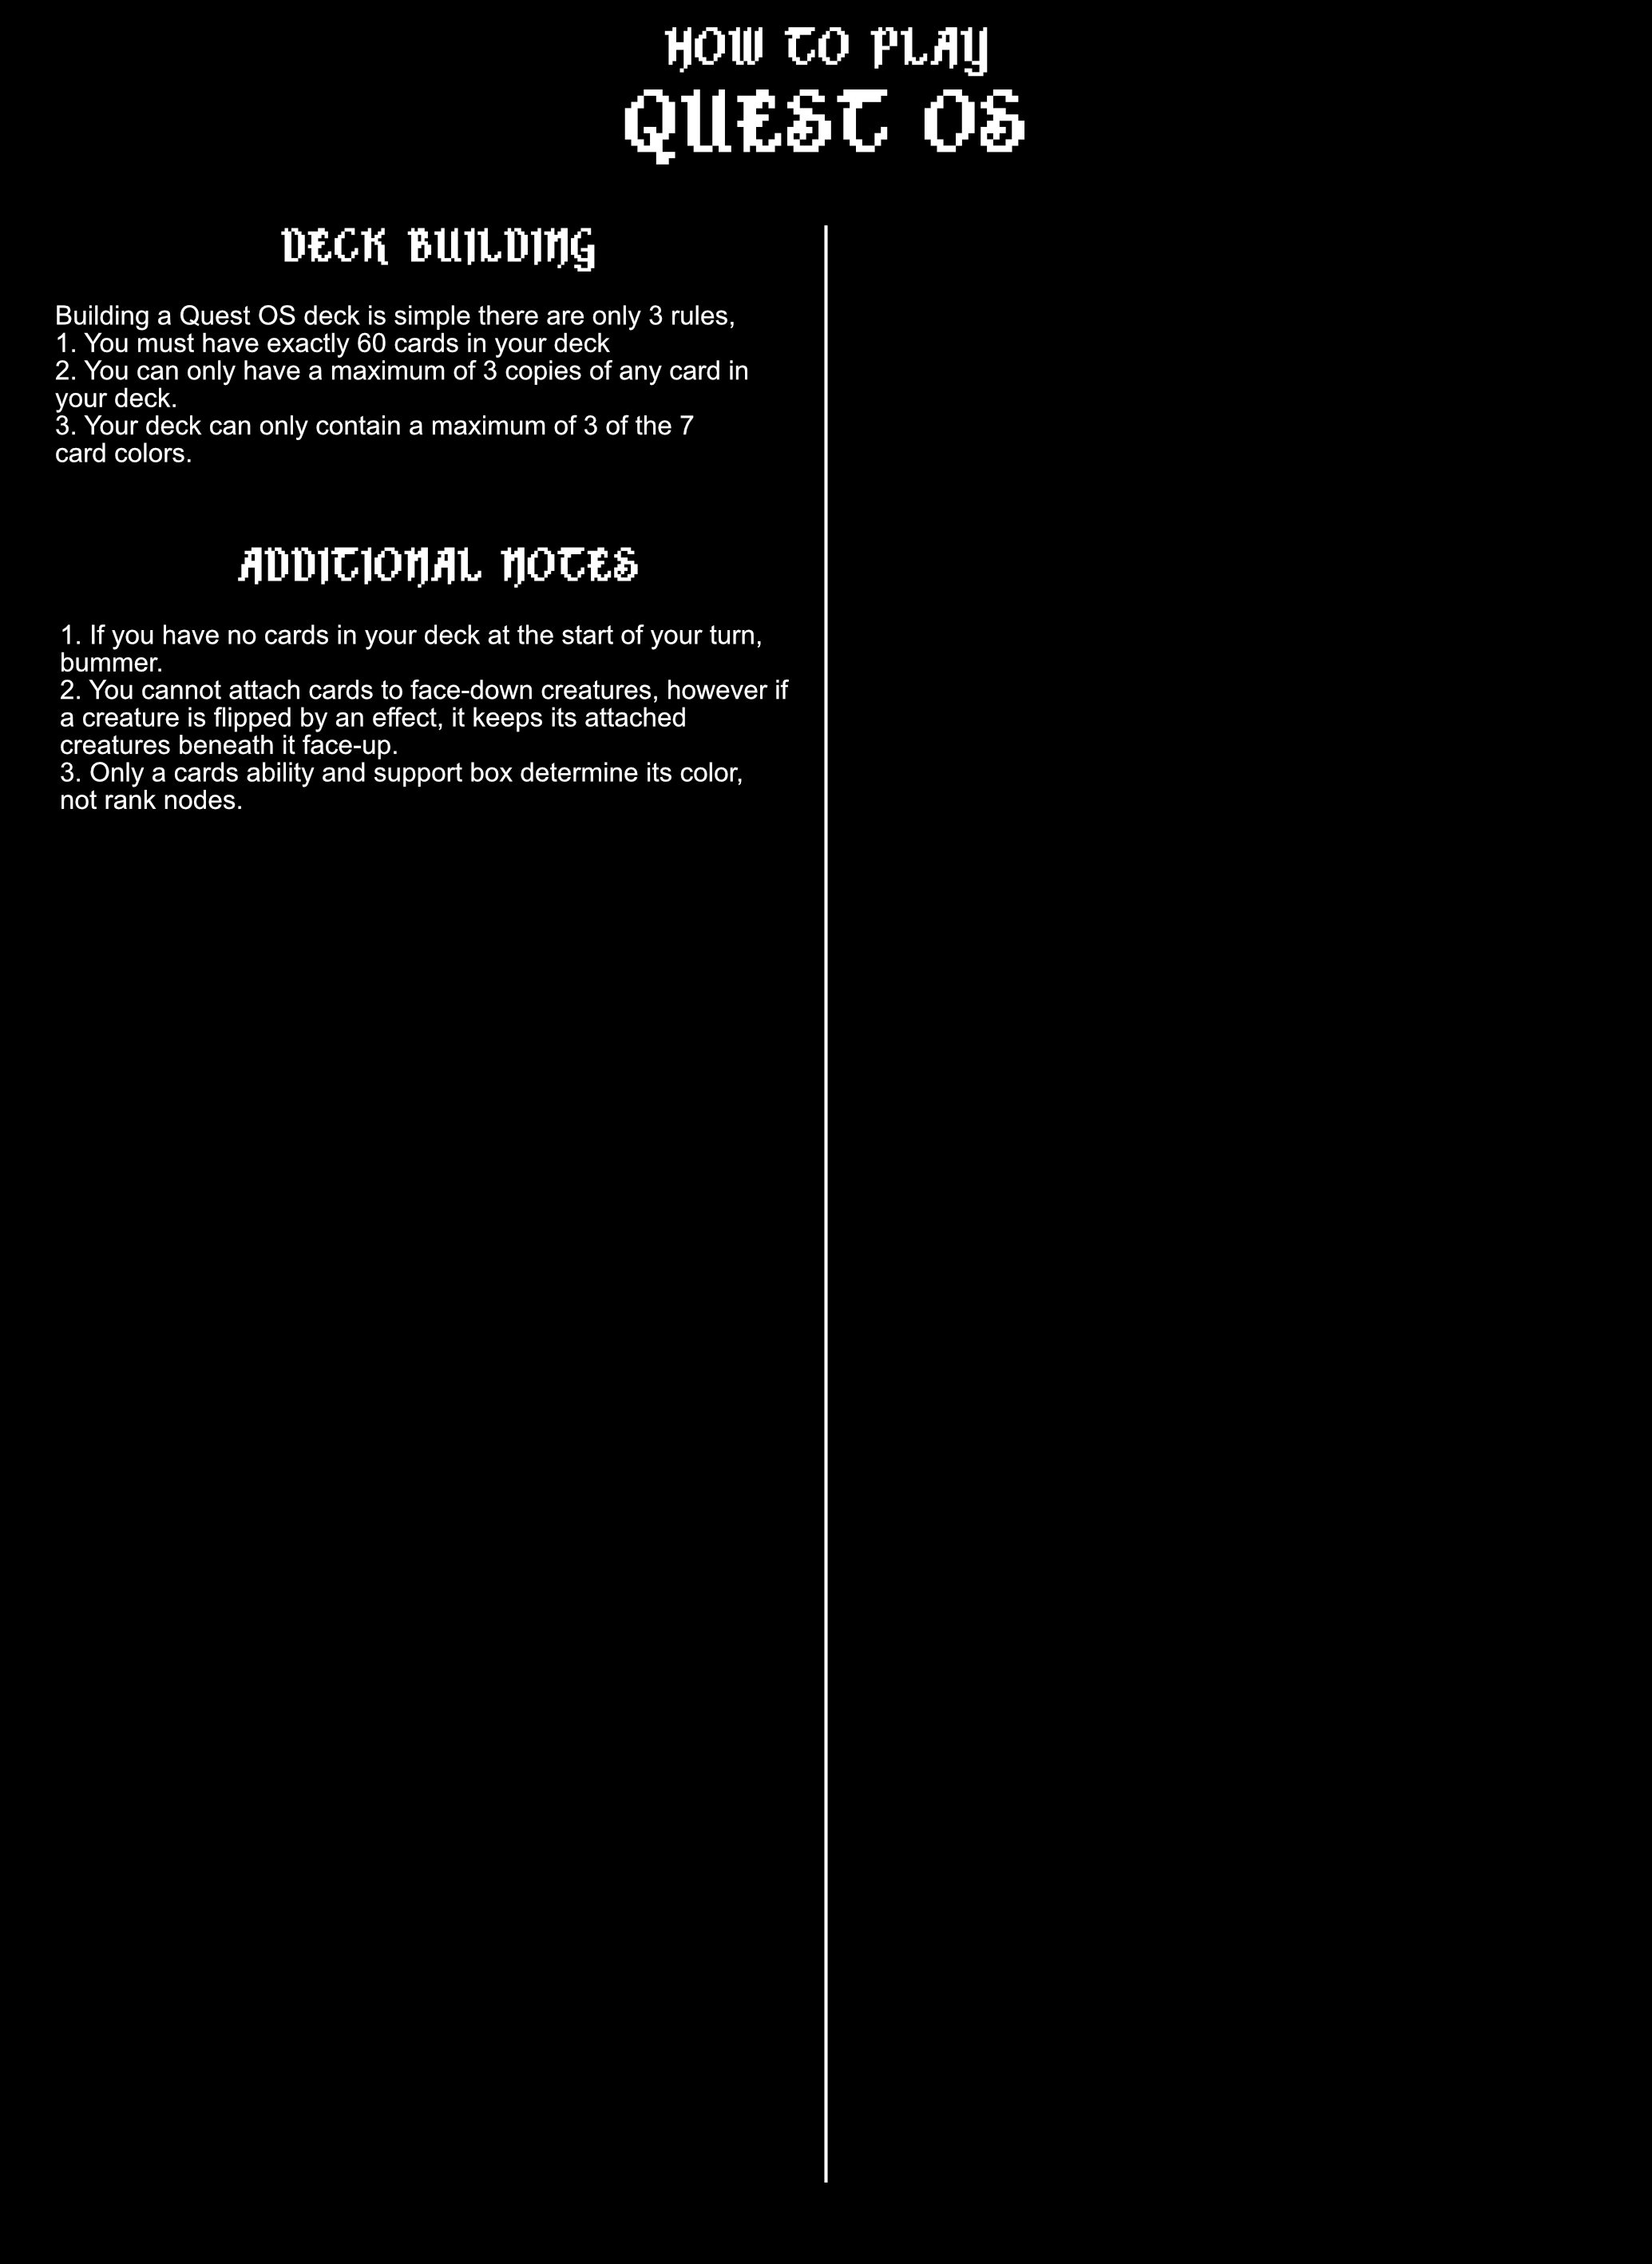 HOW TO PLAY
QUEST OS
DECK BUILDING
Building a Quest OS deck is simple there are only 3 rules,
1. You must have exactly 60 cards in your deck
2. You can only have a maximum of 3 copies of any card in
your deck.
3. Your deck can only contain a maximum of 3 of the 7
card colors.
ADDITIONAL NOTES
1. If you have no cards in your deck at the start of your turn,
bummer.
2. You cannot attach cards to face-down creatures, however if
a creature is flipped by an effect, it keeps its attached
creatures beneath it face-up.
3. Only a cards ability and support box determine its color,
not rank nodes.